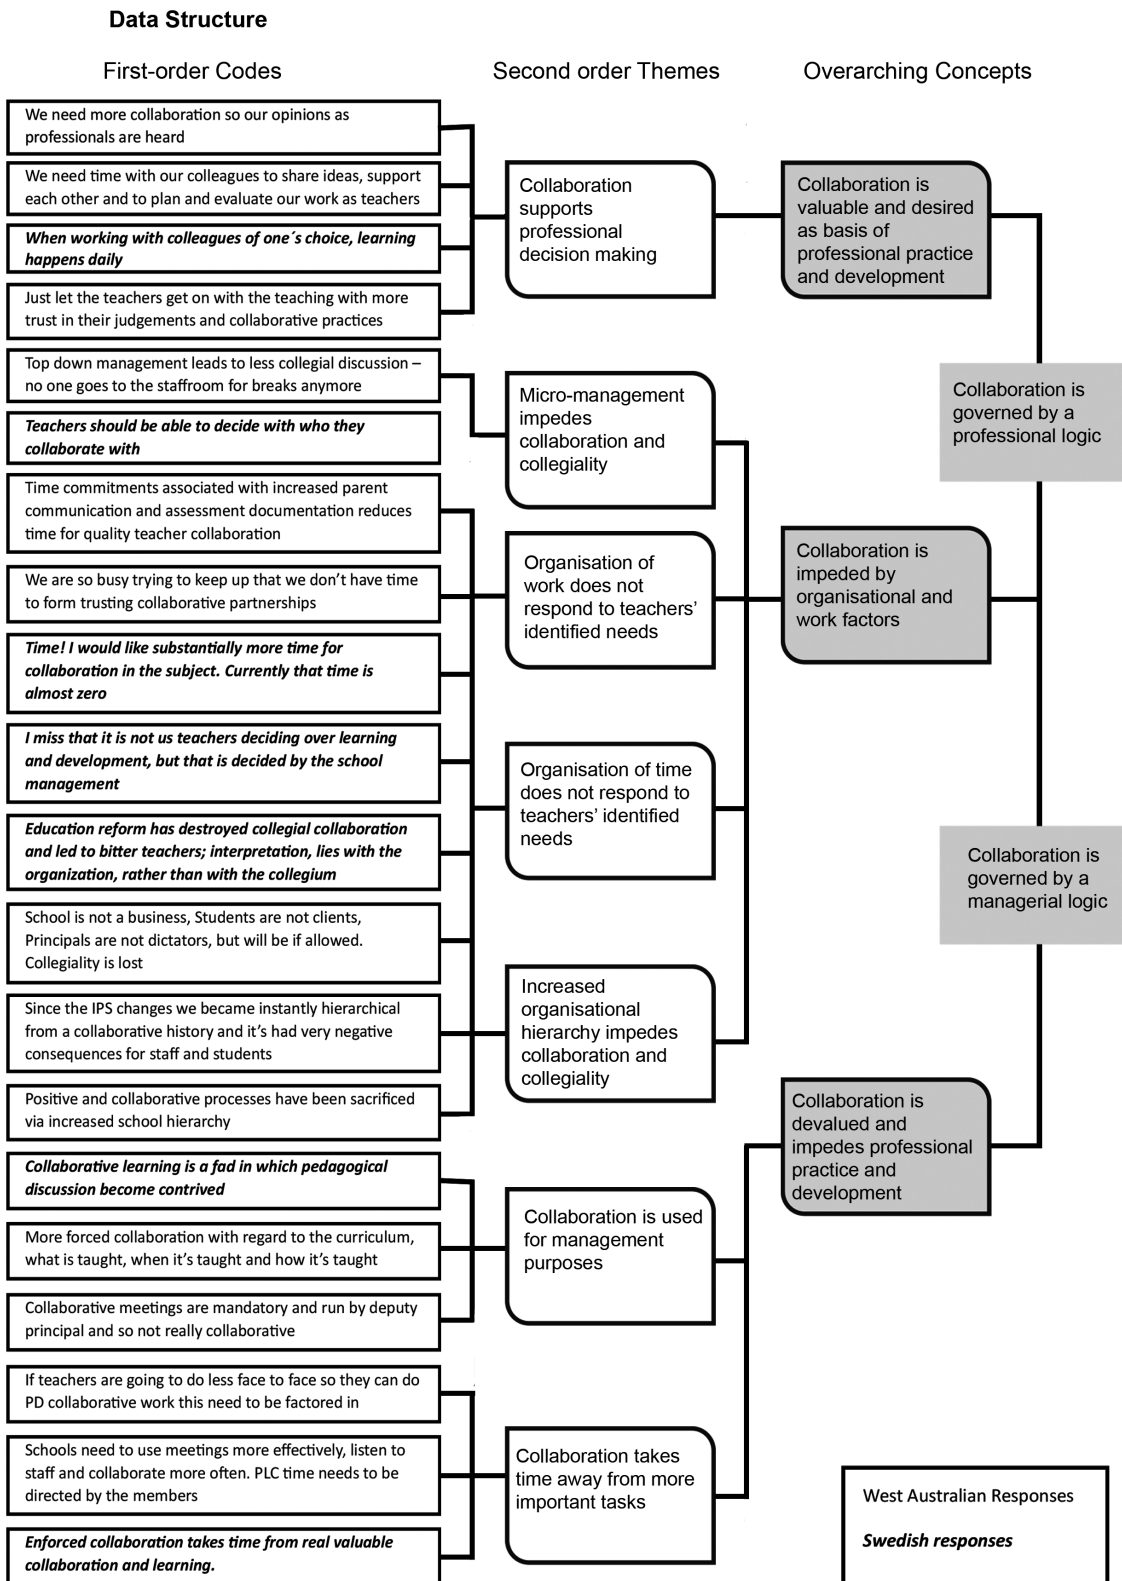 Data Structure
First-order Codes
Second order Themes
Overarching Concepts
We need more collaboration so our opinions as
professionals are heard
We need time with our colleagues to share ideas, support
each other and to plan and evaluate our work as teachers
When working with colleagues of one´s choice, learning
happens daily
Just let the teachers get on with the teaching with more
trust in their judgements and collaborative practices
Top down management leads to less collegial discussion –
no one goes to the staffroom for breaks anymore
Teachers should be able to decide with who they
collaborate with
Time commitments associated with increased parent
communication and assessment documentation reduces
time for quality teacher collaboration
We are so busy trying to keep up that we don’t have time
to form trusting collaborative partnerships
Time! I would like substantially more time for
collaboration in the subject. Currently that time is
almost zero
I miss that it is not us teachers deciding over learning
and development, but that is decided by the school
management
Education reform has destroyed collegial collaboration
and led to bitter teachers; interpretation, lies with the
organization, rather than with the collegium
School is not a business, Students are not clients,
Principals are not dictators, but will be if allowed.
Collegiality is lost
Since the IPS changes we became instantly hierarchical
from a collaborative history and it’s had very negative
consequences for staff and students
Positive and collaborative processes have been sacrificed
via increased school hierarchy
Collaborative learning is a fad in which pedagogical
discussion become contrived
More forced collaboration with regard to the curriculum,
what is taught, when it’s taught and how it’s taught
Collaborative meetings are mandatory and run by deputy
principal and so not really collaborative
If teachers are going to do less face to face so they can do
PD collaborative work this need to be factored in
Schools need to use meetings more effectively, listen to
staff and collaborate more often. PLC time needs to be
directed by the members
Enforced collaboration takes time from real valuable
collaboration and learning.
Collaboration
supports
professional
decision making
Micro-management
impedes
collaboration and
collegiality
Organisation of
work does not
respond to teachers’
identified needs
Organisation of time
does not respond to
teachers’ identified
needs
Increased
organisational
hierarchy impedes
collaboration and
collegiality
Collaboration is used
for management
purposes
Collaboration takes
time away from more
important tasks
Collaboration is
valuable and desired
as basis of
professional practice
and development
Collaboration is
impeded by
organisational and
work factors
Collaboration is
devalued and
impedes professional
practice and
development
Collaboration is
governed by a
professional logic
Collaboration is
governed by a
managerial logic
West Australian Responses
Swedish responses